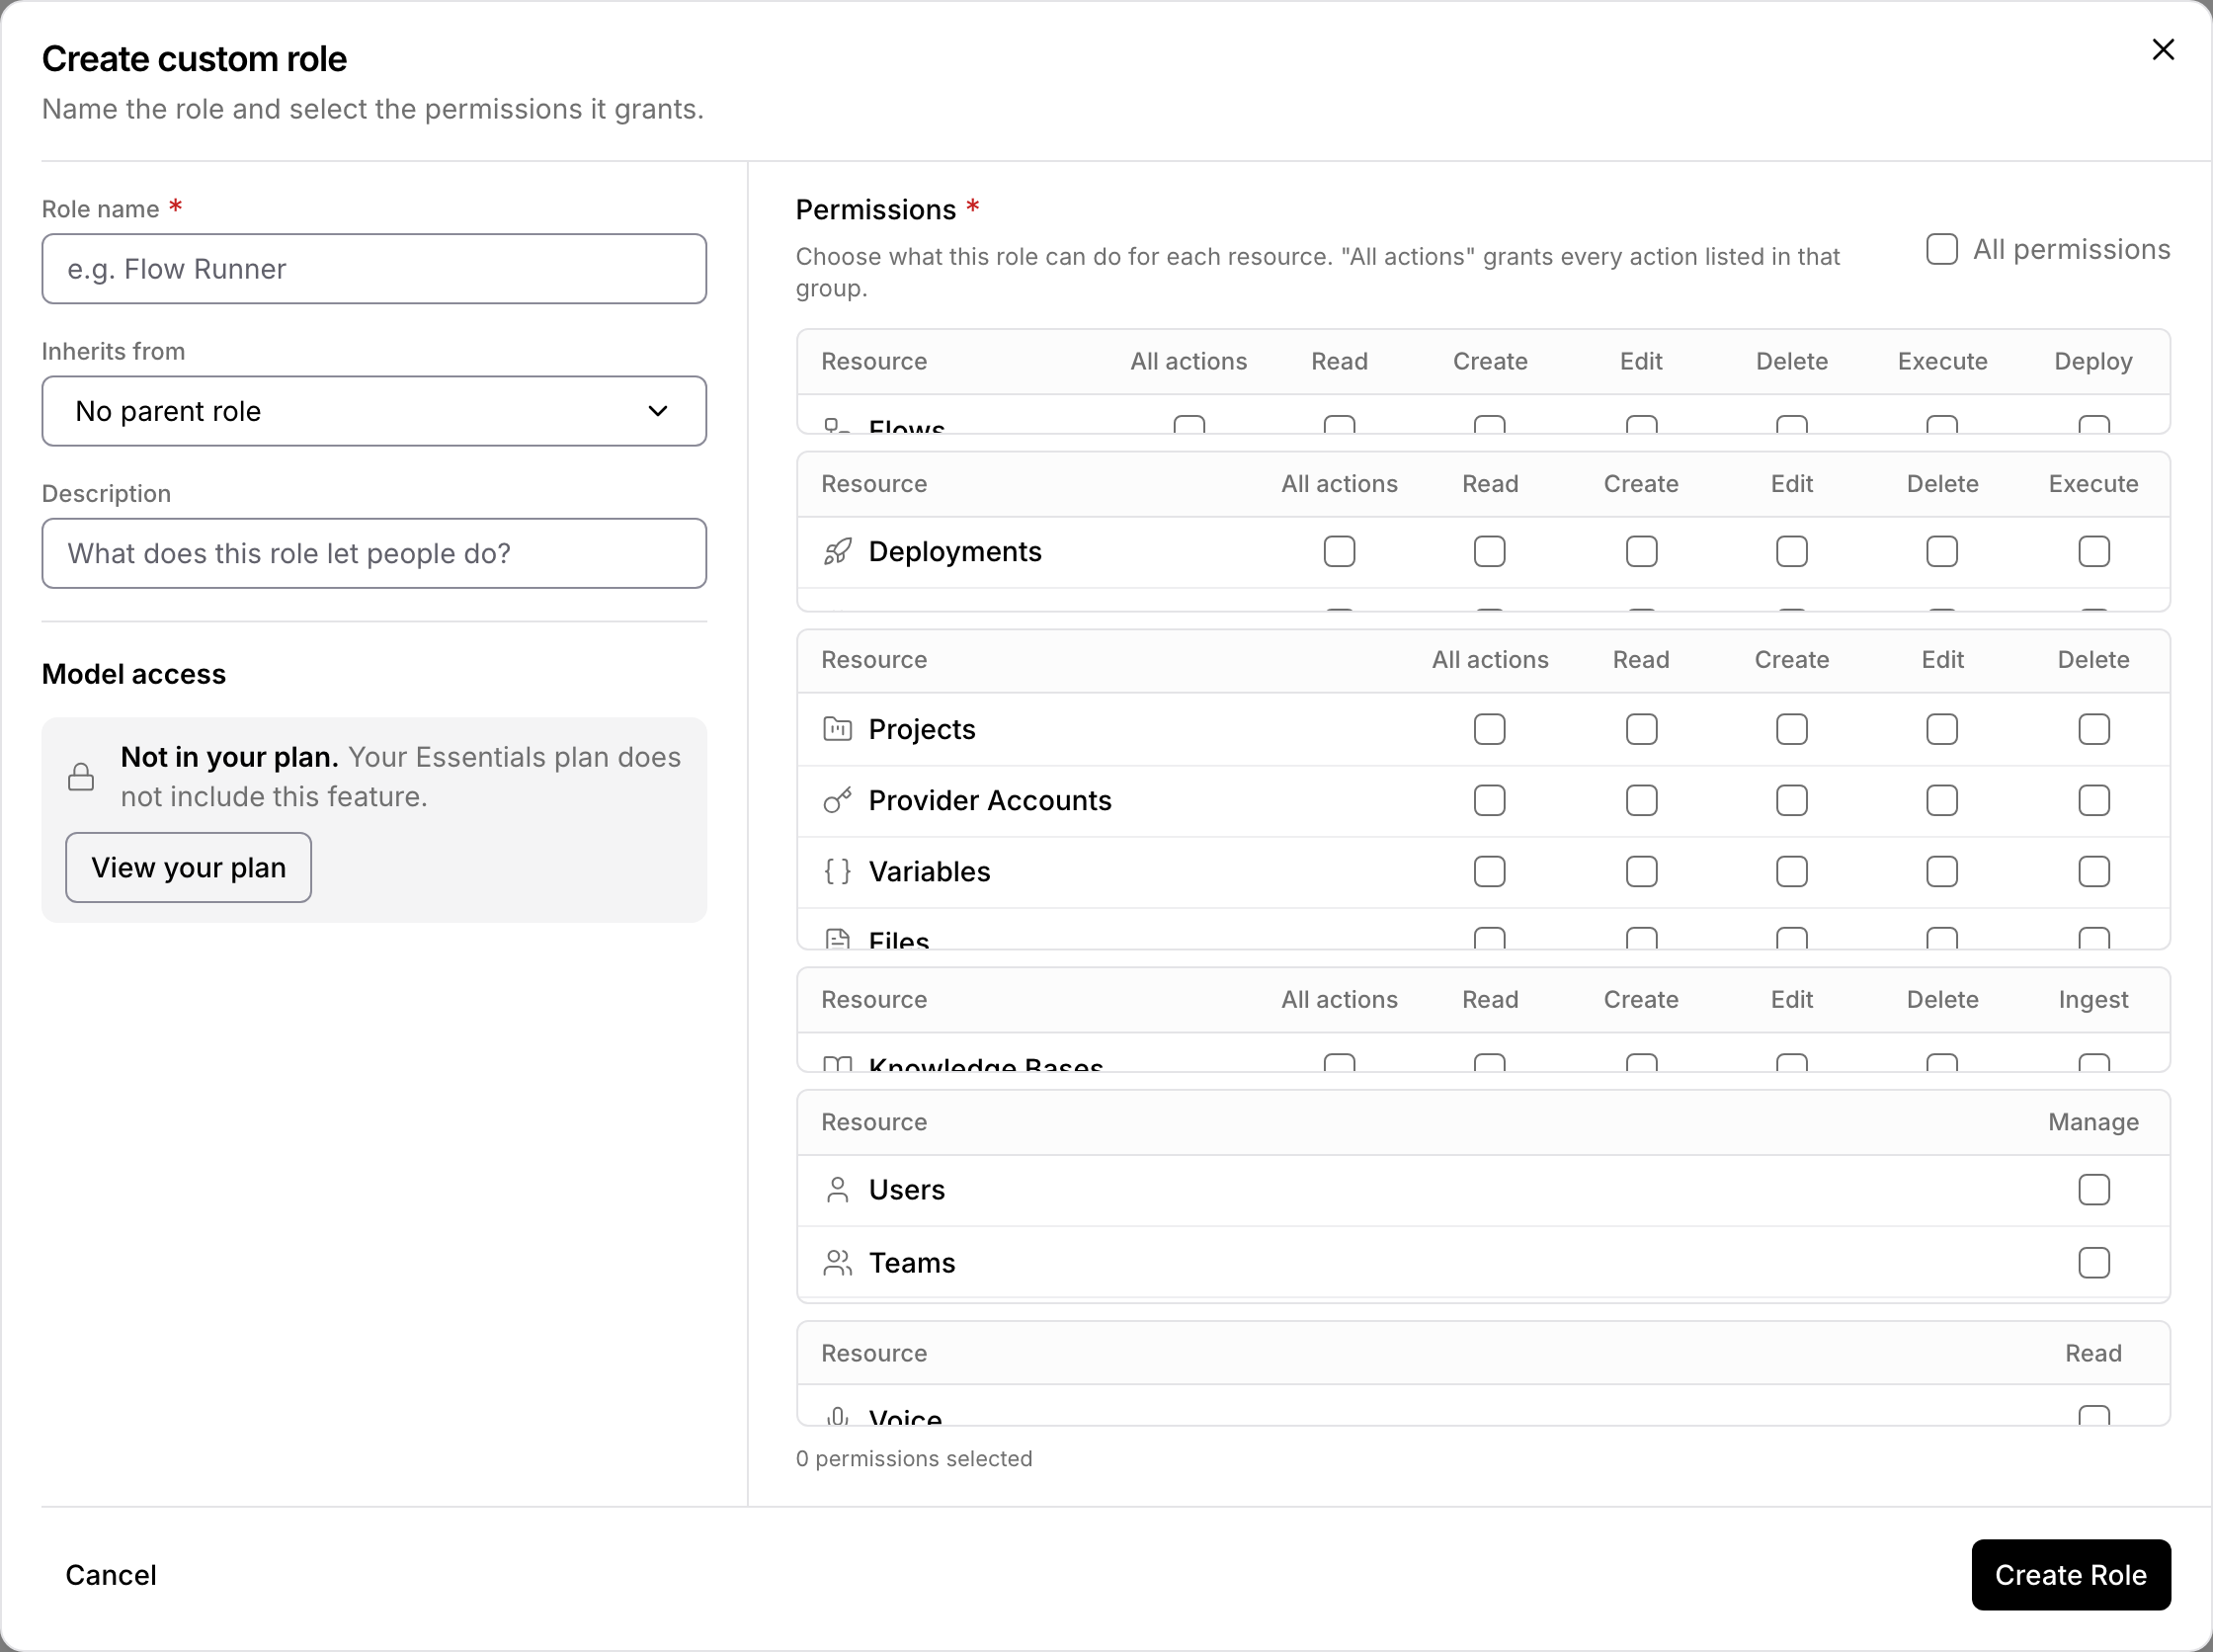 Create custom role
Name the role and select the permissions it grants.
Role name *
e.g. Flow Runner
Inherits from
No parent role
Description
What does this role let people do?
Model access
Not in your plan. Your Essentials plan does
not include this feature.
View your plan
Permissions *
Choose what this role can do for each resource. "All actions" grants every action listed in that
group.
All permissions
Resource All actions Read Create Edit Delete Execute Deploy
Flows
Resource All actions Read Create Edit Delete Execute
Deployments
Resource All actions Read Create Edit Delete
Projects
Provider Accounts
{} Variables
Files
Resource All actions Read Create Edit Delete Ingest
Knowledge Bases
Resource Manage
Users
Teams
Resource Read
Voice
0 permissions selected
Cancel
Create Role